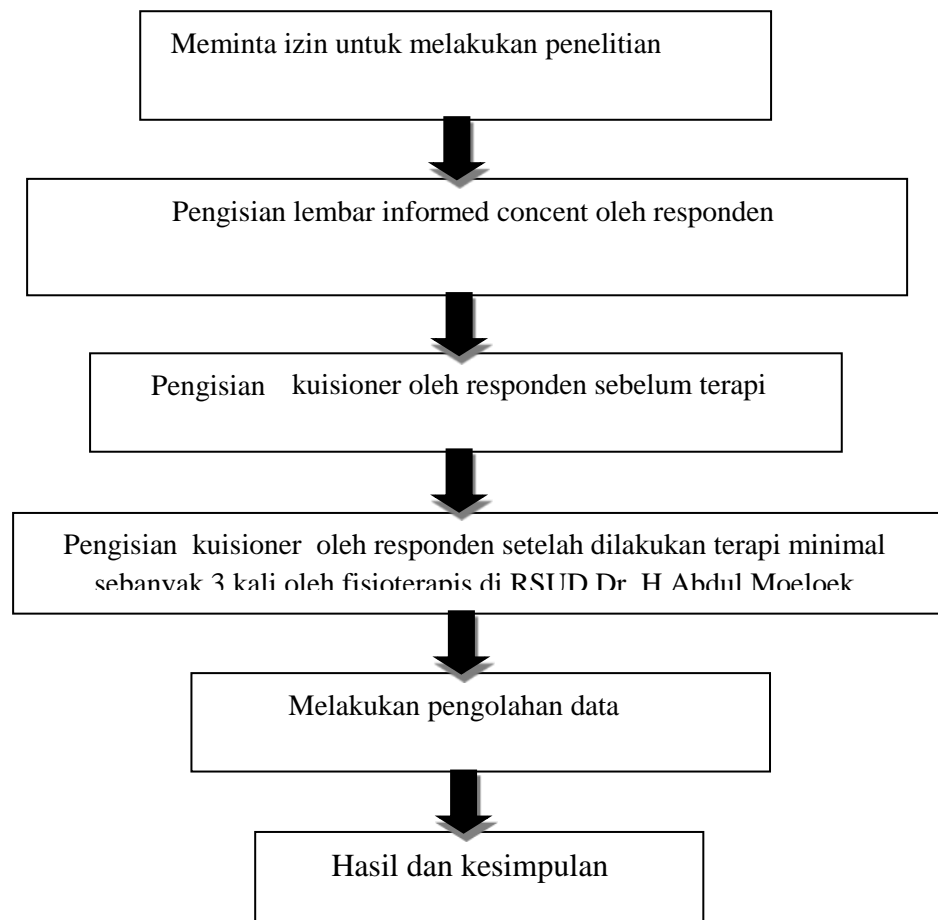 Meminta izin untuk melakukan penelitian
Pengisian lembar informed concent oleh responden
Pengisian kuisioner oleh responden sebelum terapi
Pengisian kuisioner oleh responden setelah dilakukan terapi minimal
sebanyak 3 kali oleh fisioterapis di RSUD Dr. H Abdul Moeloek
Melakukan pengolahan data
Hasil dan kesimpulan